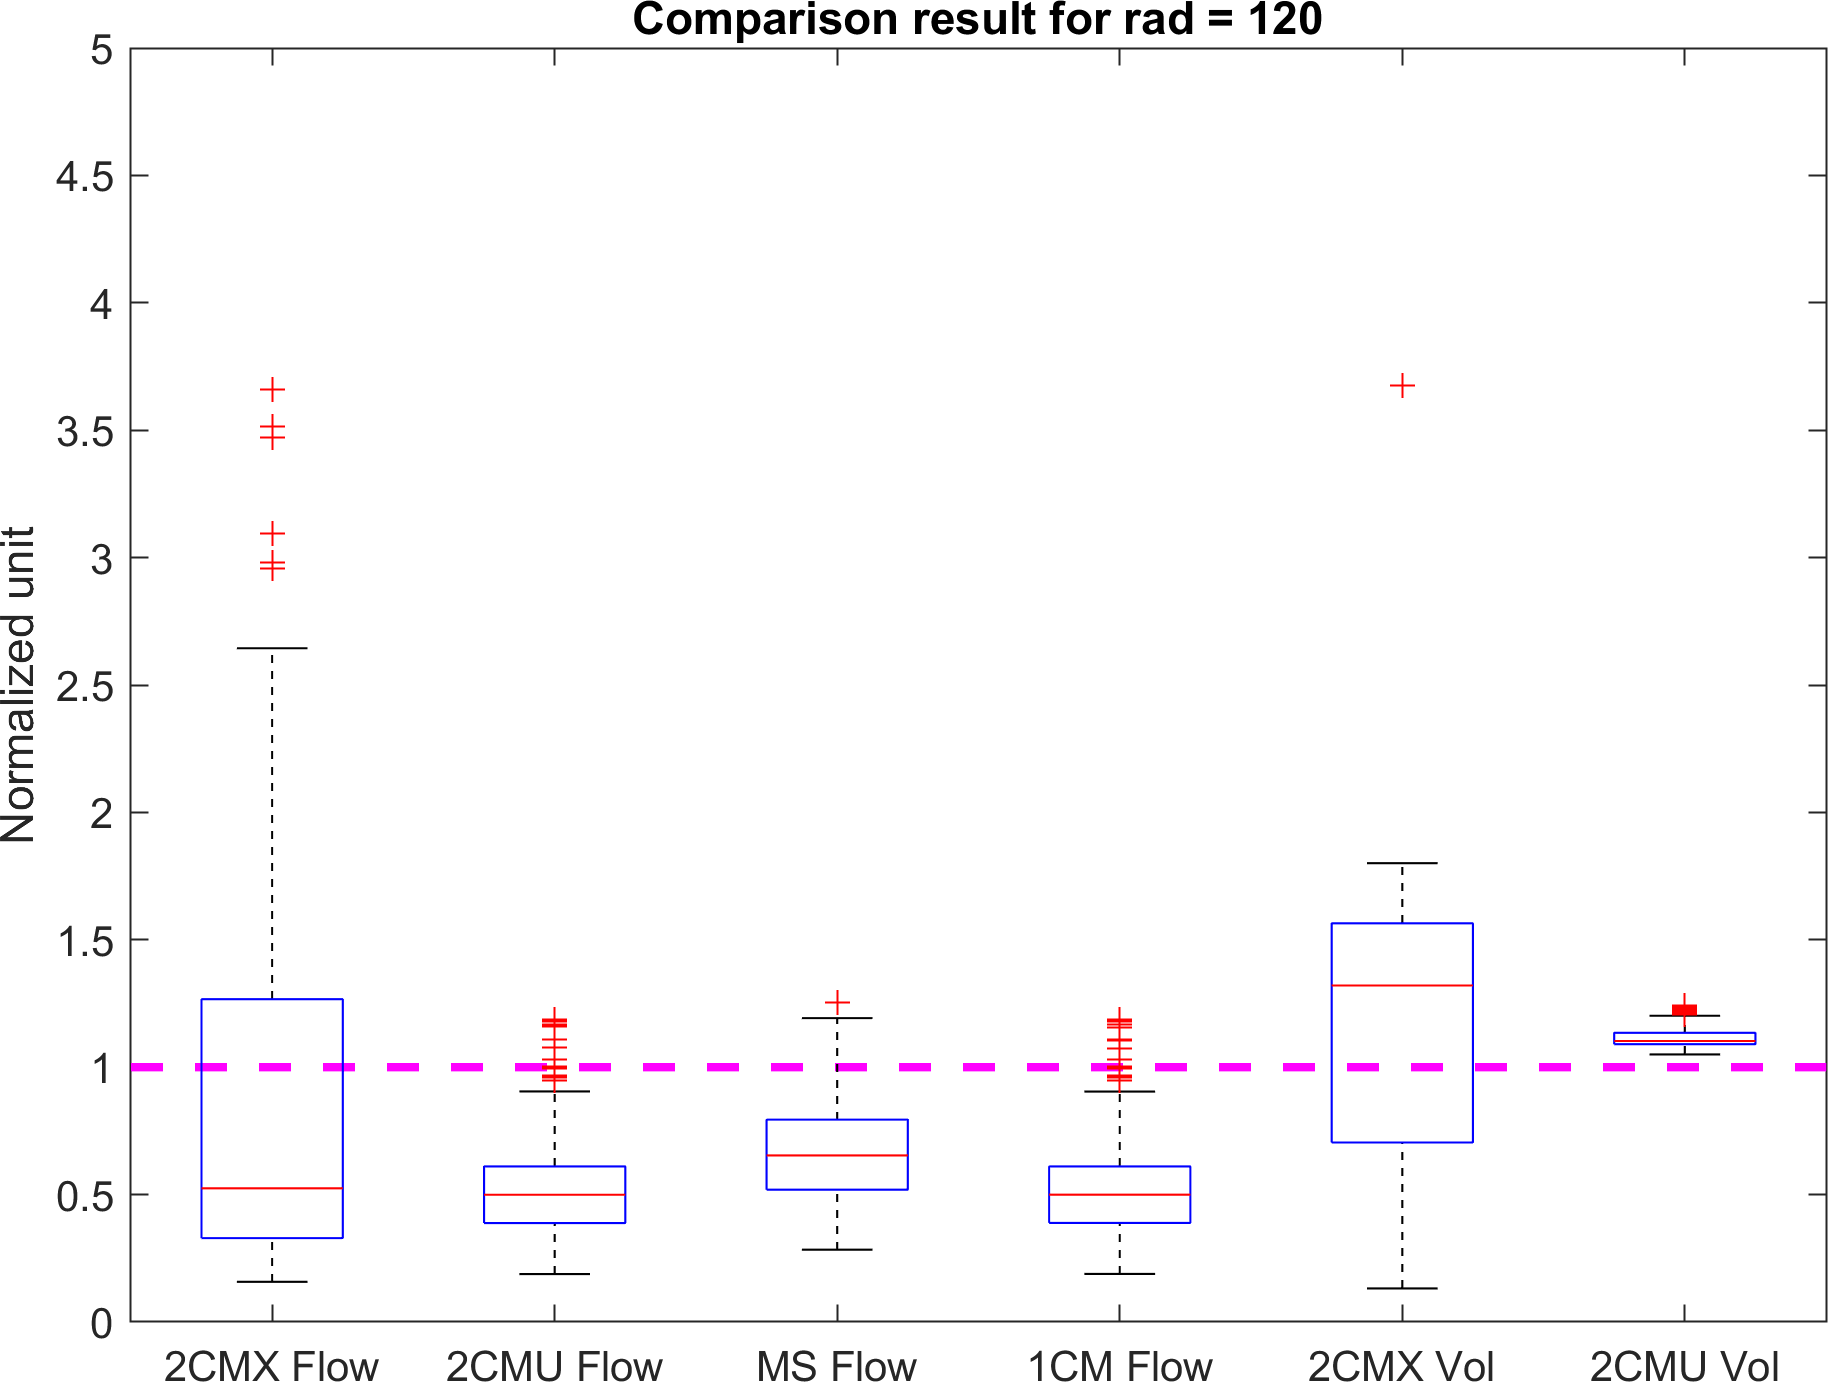 Comparison result for rad = 120
Normalized unit
5
4.5
4
3.5
3
2.5
2
1.5
1
0.5
0
2CMX Flow
2CMU Flow
MS Flow
1CM Flow
2CMX Vol
2CMU Vol